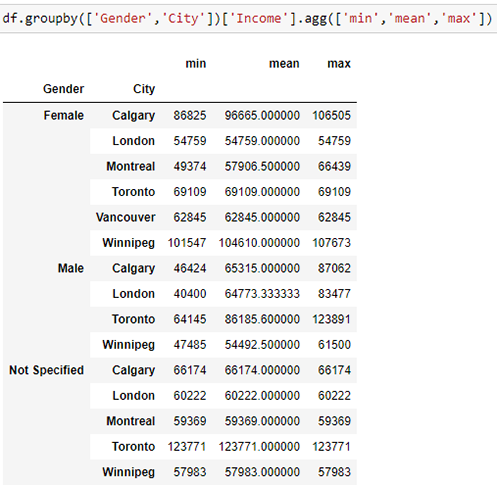 df.groupby(['Gender','City'])['Income'].agg(['min','mean','max'])
min mean max
Gender City
Female Calgary 86825 96665.000000 106505
London 54759 54759.000000 54759
Montreal 49374 57906.500000 66439
Toronto 69109 69109.000000 69109
Vancouver 62845 62845.000000 62845
Winnipeg 101547 104610.000000 107673
Male Calgary 46424 65315.000000 87062
London 40400 64773.333333 83477
Toronto 64145 86185.600000 123891
Winnipeg 47485 54492.500000 61500
Not Specified Calgary 66174 66174.000000 66174
London 60222 60222.000000 60222
Montreal 59369 59369.000000 59369
Toronto 123771 123771.000000 123771
Winnipeg 57983 57983.000000 57983